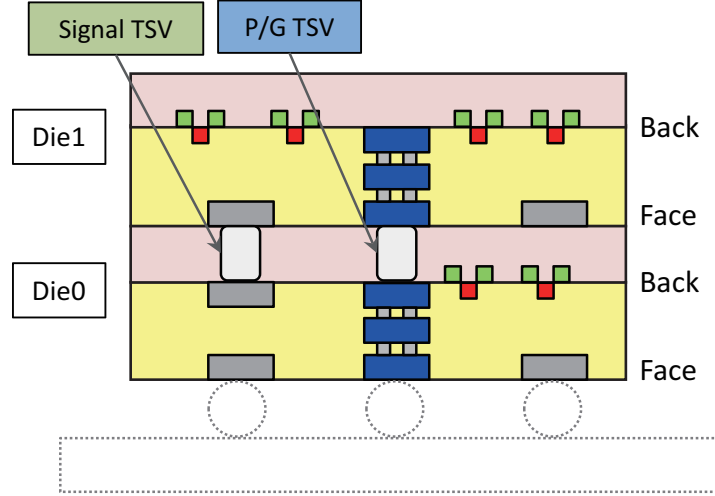 Signal TSV
P/G TSV
Die1
Back
Face
Die0
Back
Face